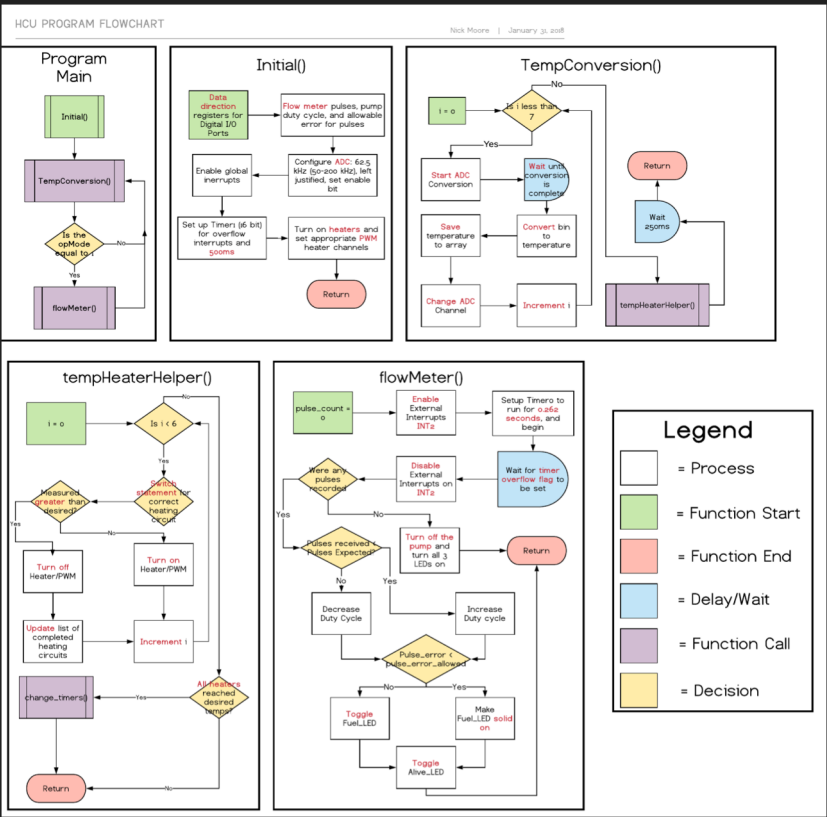 HCU PROGRAM FLOWCHART
Nick Moore | January 31, 2018
Program
Main
Initial()
TempConversion()
Is the
opMode
equal to 1
No
Yes
flowMeter()
Initial()
Data
direction
registers for
Digital I/O
Ports
Flow meter pulses, pump
duty cycle, and allowable
error for pulses
Enable global
inerrupts
Configure ADC: 62.5
kHz (50-200 kHz), left
justified, set enable
bit
Set up Timer1 (16 bit)
for overflow
interrupts and
500ms
Turn on heaters and
set appropriate PWM
heater channels
Return
TempConversion()
i = 0
Is i less than
7
No
Yes
Start ADC
Conversion
Wait until
conversion
is
complete
Save
temperature
to array
Convert bin
to
temperature
Change ADC
Channel
Increment i
Return
Wait
250ms
tempHeaterHelper()
tempHeaterHelper()
i = 0
Is i < 6
No
Yes
Measured
greater than
desired?
Switch
statement for
correct
heating
circuit
Yes
No
Turn off
Heater/PWM
Turn on
Heater/PWM
Update list of
completed
heating
circuits
Increment i
change_timers()
Yes
All heaters
reached
desired
temps?
Return
No
flowMeter()
pulse_count =
0
Enable
External
Interrupts
INT2
Setup Timer0 to
run for 0.262
seconds, and
begin
Were any
pulses
recorded
Disable
External
Interrupts on
INT2
Wait for timer
overflow flag to
be set
Yes
No
Pulses received <
Pulses Expected?
Turn off the
pump and
turn all 3
LEDs on
Return
No
Yes
Decrease
Duty Cycle
Increase
Duty cycle
Pulse_error <
pulse_error_allowed
No
Yes
Toggle
Fuel_LED
Make
Fuel_LED solid
on
Toggle
Alive_LED
Legend
= Process
= Function Start
= Function End
= Delay/Wait
= Function Call
= Decision